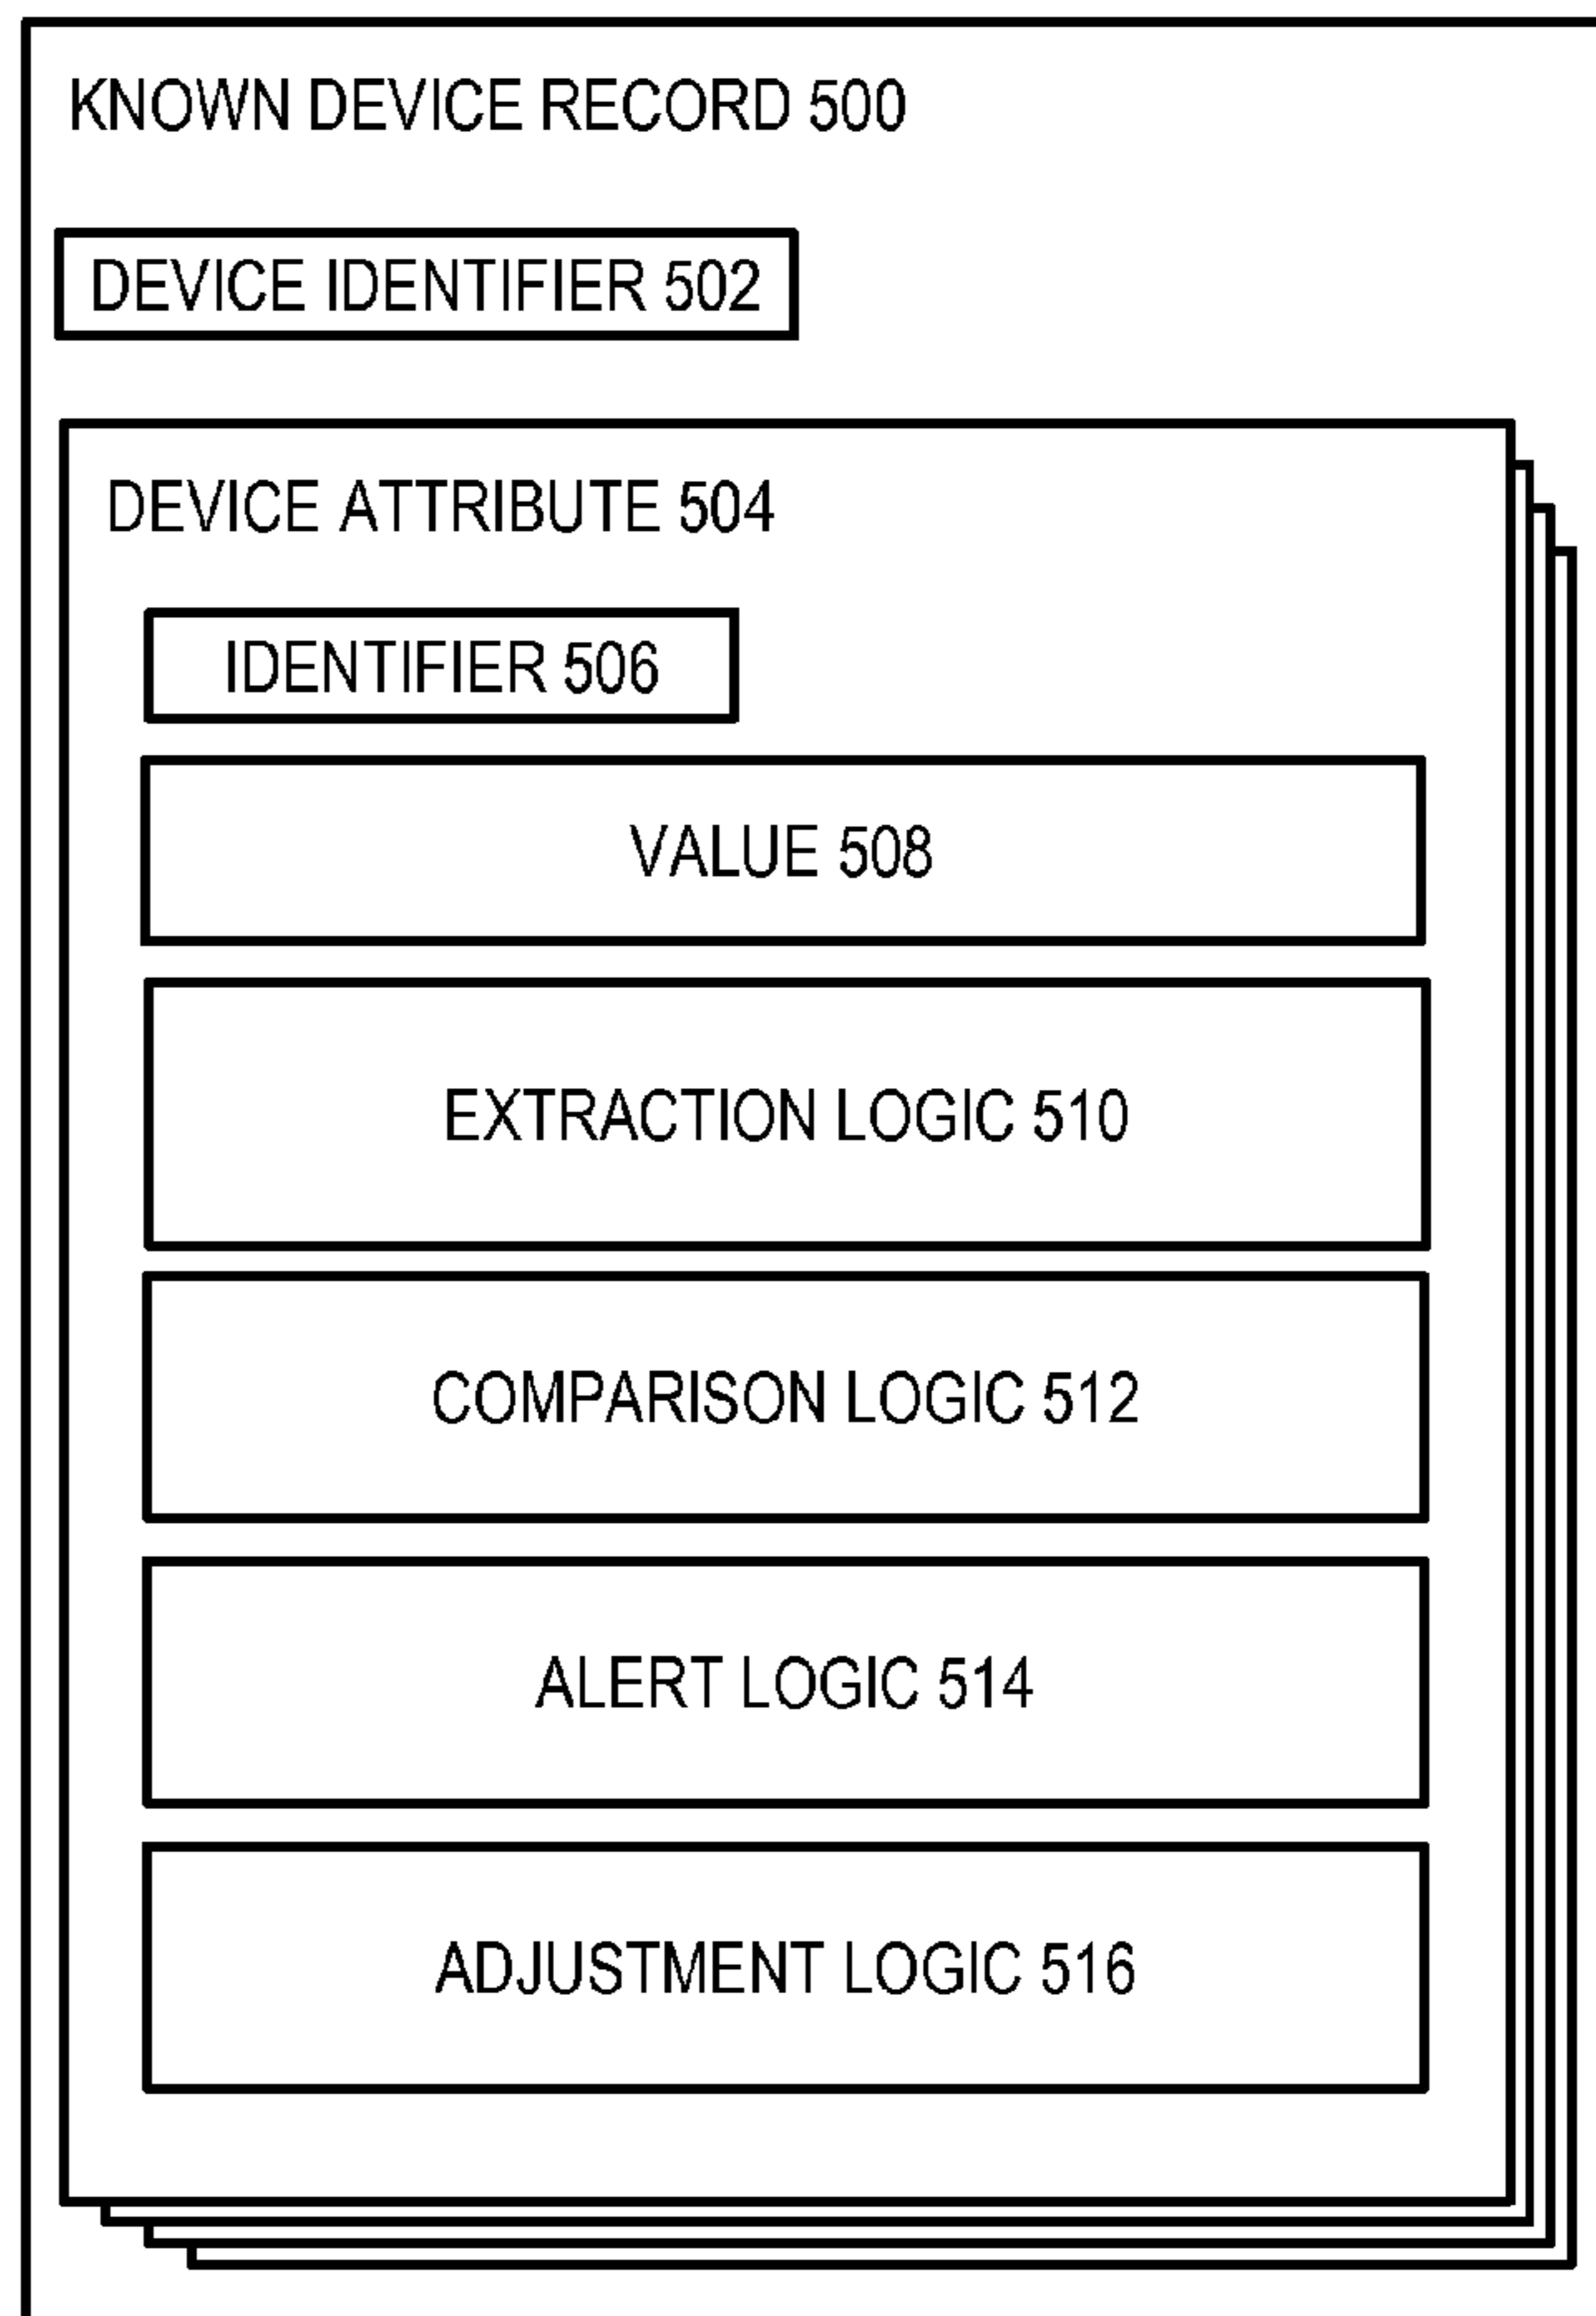 KNOWN DEVICE RECORD 500
DEVICE IDENTIFIER 502
DEVICE ATTRIBUTE 504
IDENTIFIER 506
VALUE 508
EXTRACTION LOGIC 510
COMPARISON LOGIC 512
ALERT LOGIC 514
ADJUSTMENT LOGIC 516